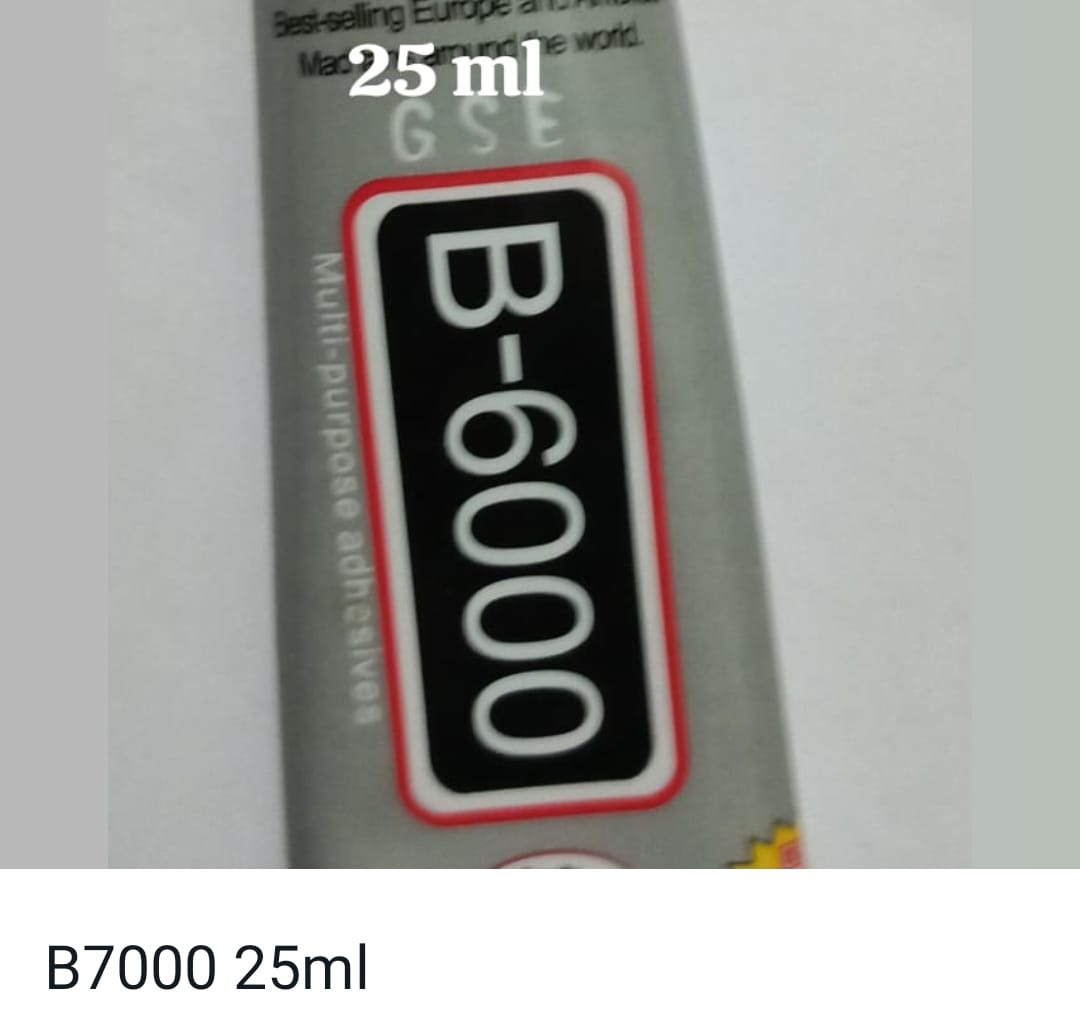 Best-selling Europe
the world.
25 ml
GSE
B-6000
Multi-purpose adhesives
B7000 25ml